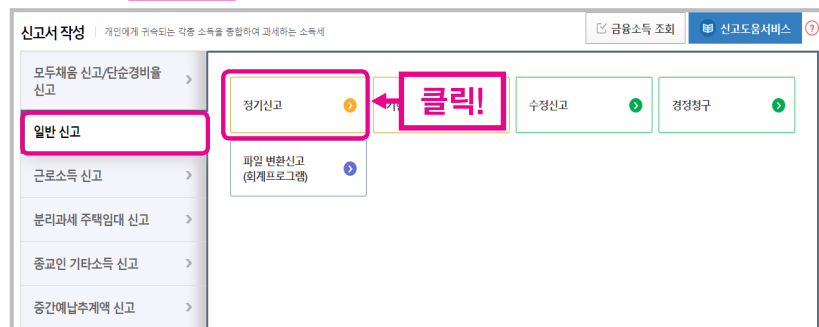 신고서 작성 개인에게 귀속되는 각종 소득을 종합하여 과세하는 소득세 금융소득 조회 신고도움서비스 ?
모두채움 신고/단순경비율
신고
일반 신고
근로소득 신고
분리과세 주택임대 신고
종교인 기타소득 신고
중간예납추계액 신고
정기신고 클릭! 수정신고 경정청구
파일 변환신고
(회계프로그램)